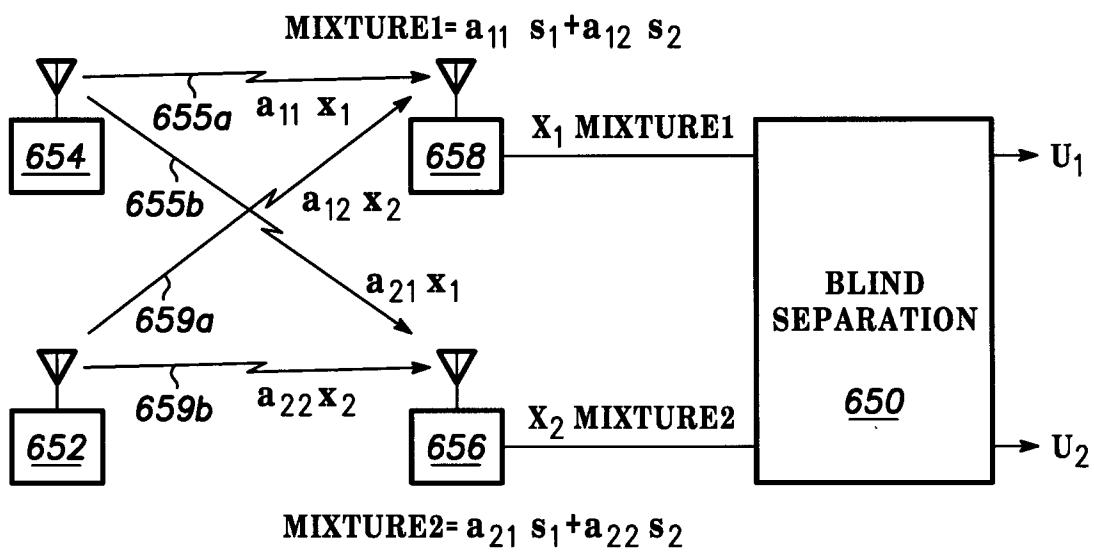 MIXTURE1= a11 s1+a12 s2
655a
a11 x1
654
658
X1 MIXTURE1
U1
655b
a12 x2
a21 x1
BLIND
SEPARATION
659a
659b
a22 x2
650
X2 MIXTURE2
652
656
U2
MIXTURE2= a21 s1+a22 s2